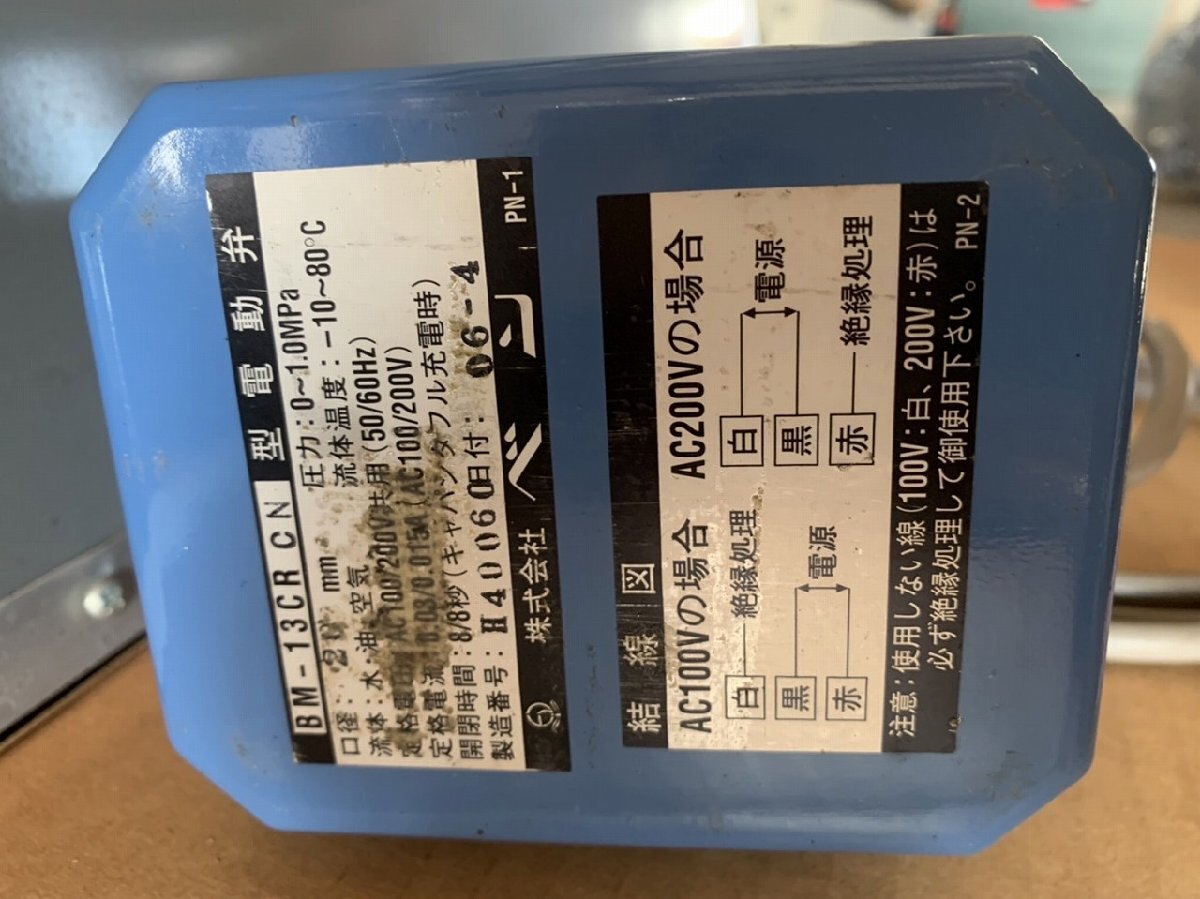 BM-13CR CN 型電動弁
口径: 20 mm 圧力: 0~1.0MPa
流体: 水・油・空気 流体温度: -10~80°C
定格電圧: AC100/200V共用 (50/60Hz)
定格電流: 0.03/0.015A (AC100/200V)
開閉時間: 8/8秒 (キャパシタフル充電時)
製造番号: H40060 日付: 06-4
株式会社 ベン PN-1
結線図
AC100Vの場合 AC200Vの場合
白 絶縁処理 白
黒 電源 黒 電源
赤 赤 絶縁処理
注意: 使用しない線(100V: 白、200V: 赤)は
必ず絶縁処理して御使用下さい。 PN-2